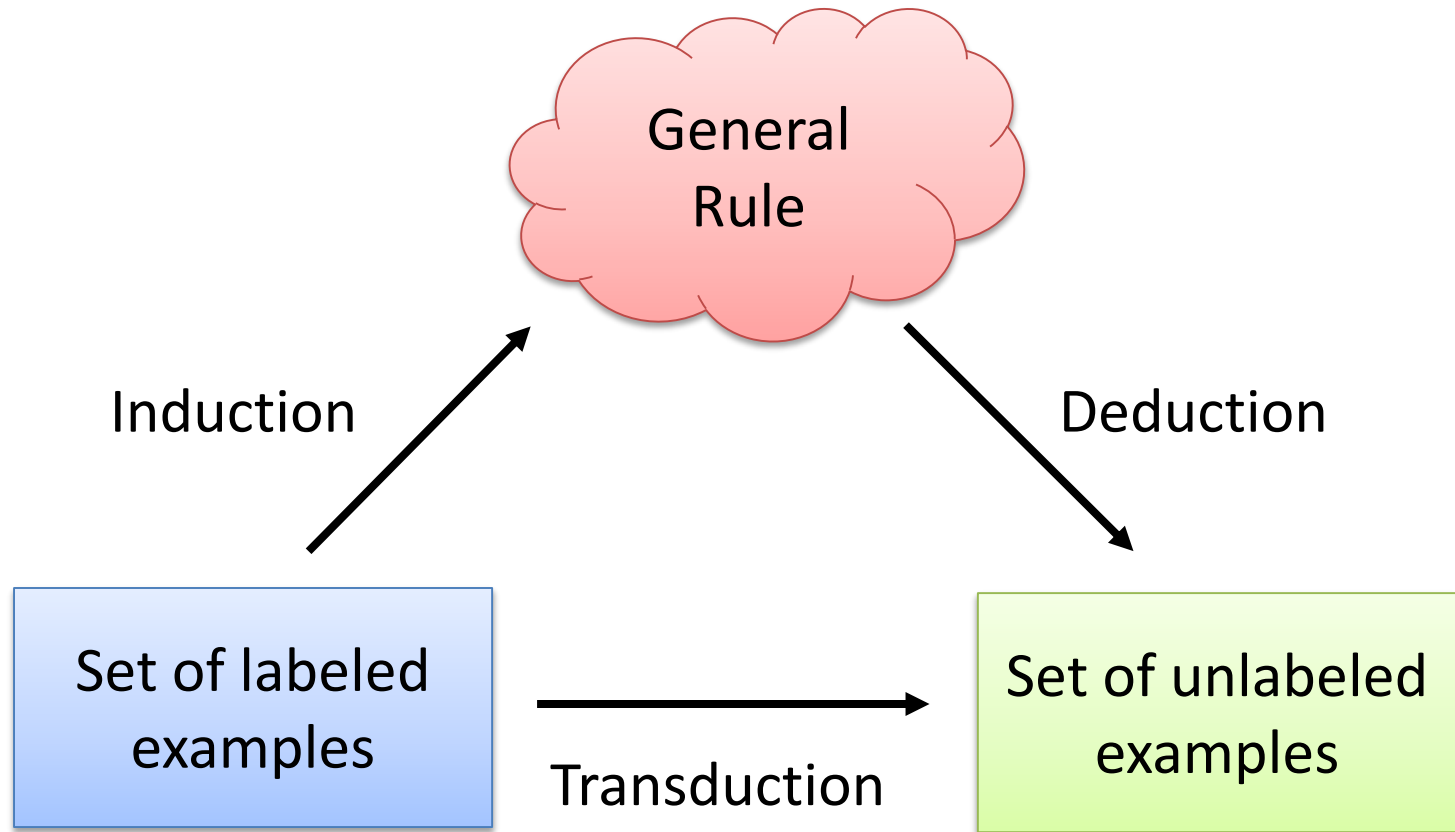 General
Rule
Induction
Deduction
Set of labeled
examples
Transduction
Set of unlabeled
examples